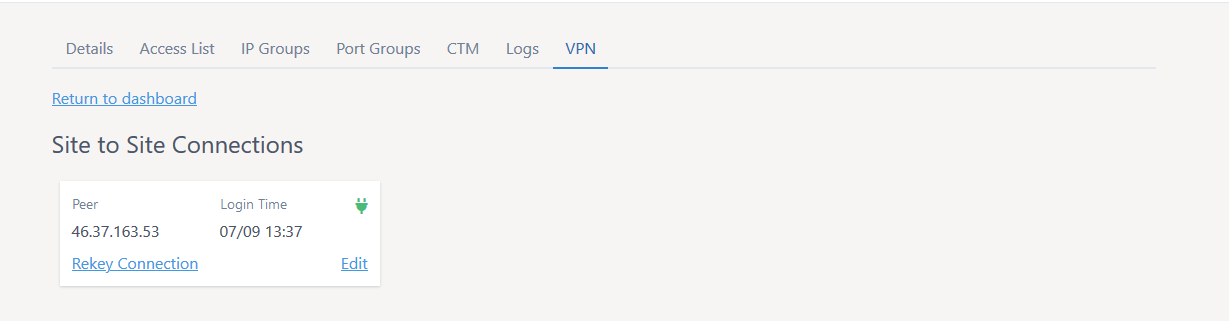 Details Access List IP Groups Port Groups CTM Logs VPN
Return to dashboard
Site to Site Connections
Peer Login Time
46.37.163.53 07/09 13:37
Rekey Connection Edit